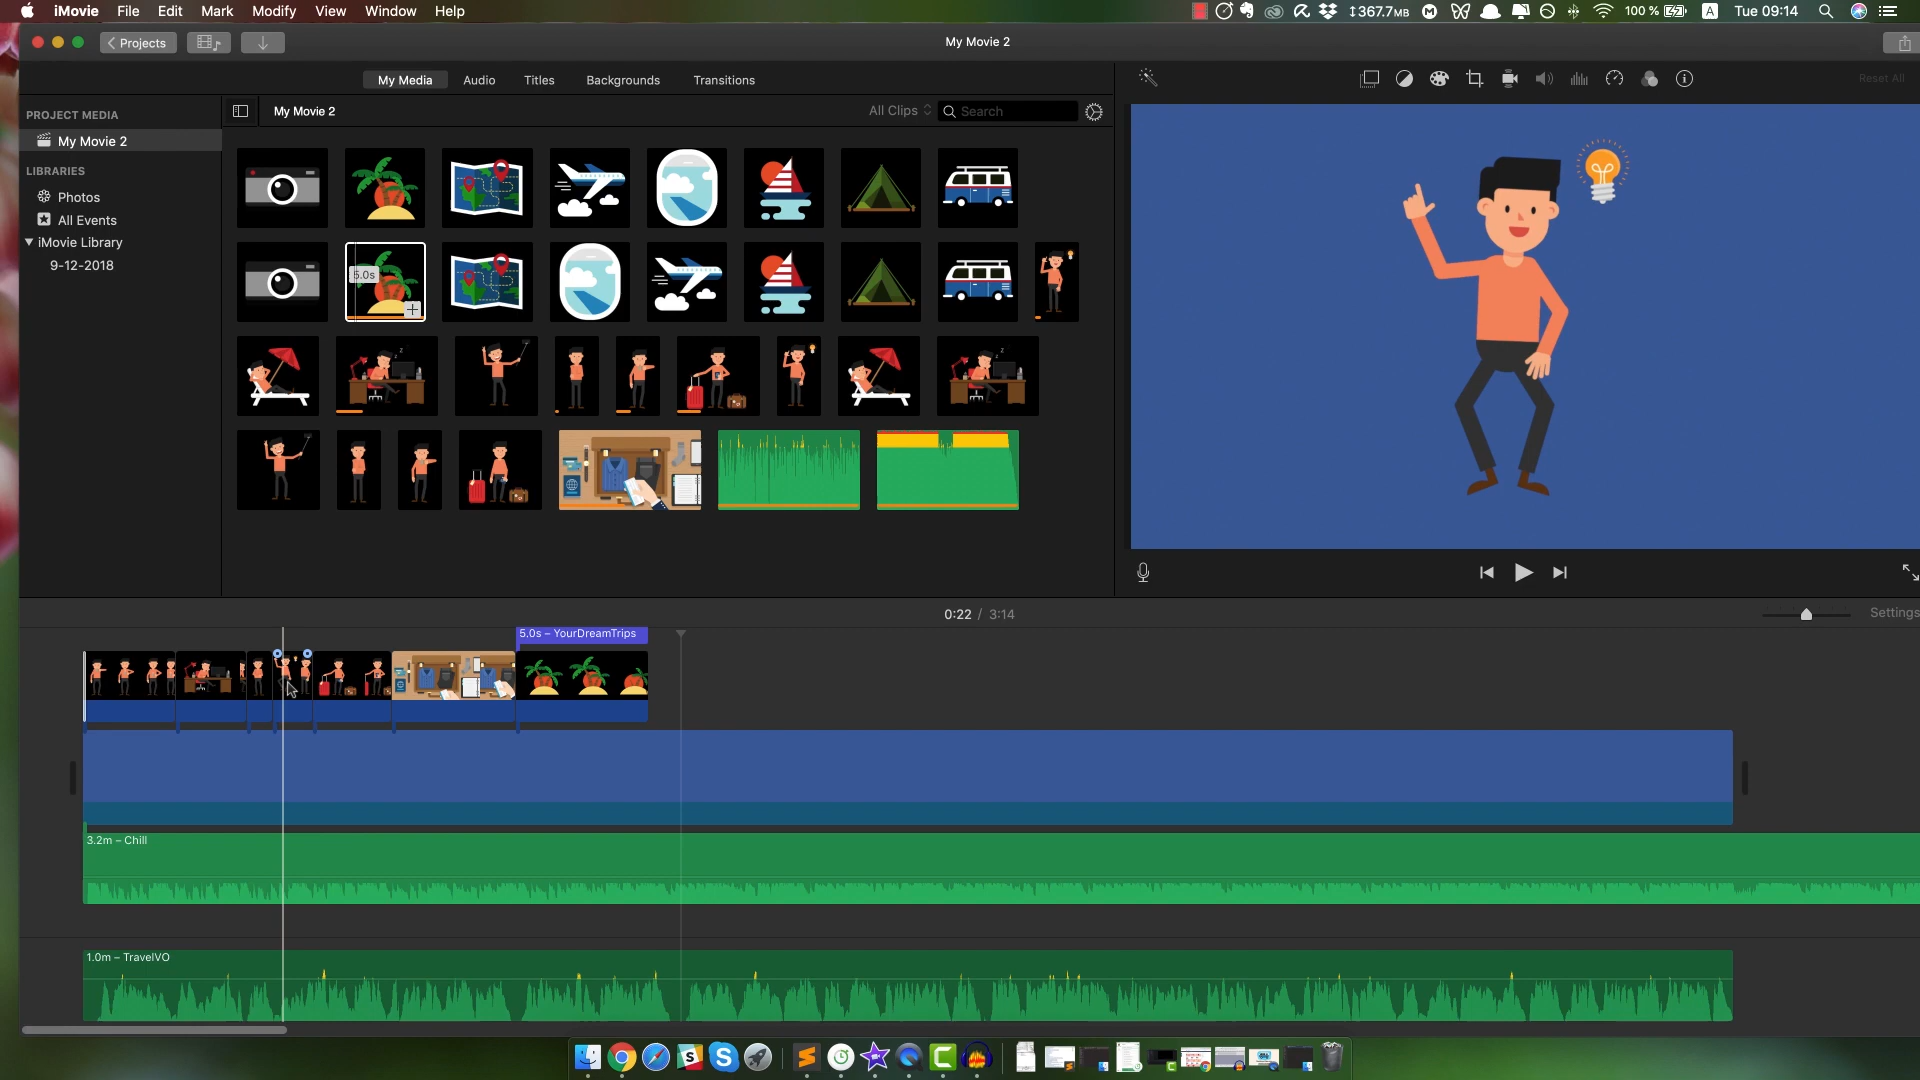 iMovie File Edit Mark Modify View Window Help
367.7MB 100 % A Tue 09:14
Projects
My Movie 2
My Media Audio Titles Backgrounds Transitions
Reset All
PROJECT MEDIA
My Movie 2
LIBRARIES
Photos
All Events
iMovie Library
9-12-2018
My Movie 2
All Clips
Search
5.0s
0:22 / 3:14
Settings
5.0s – YourDreamTrips
3.2m – Chill
1.0m – TravelVO